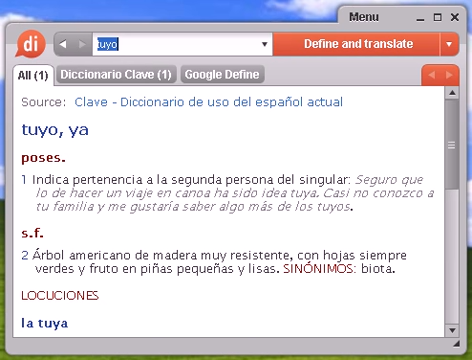 Menu
di
tuyo
Define and translate
All (1)
Diccionario Clave (1)
Google Define
Source: Clave - Diccionario de uso del español actual
tuyo, ya
poses.
1 Indica pertenencia a la segunda persona del singular: Seguro que
lo de hacer un viaje en canoa ha sido idea tuya. Casi no conozco a
tu familia y me gustaría saber algo más de los tuyos.
s.f.
2 Árbol americano de madera muy resistente, con hojas siempre
verdes y fruto en piñas pequeñas y lisas. SINÓNIMOS: biota.
LOCUCIONES
la tuya